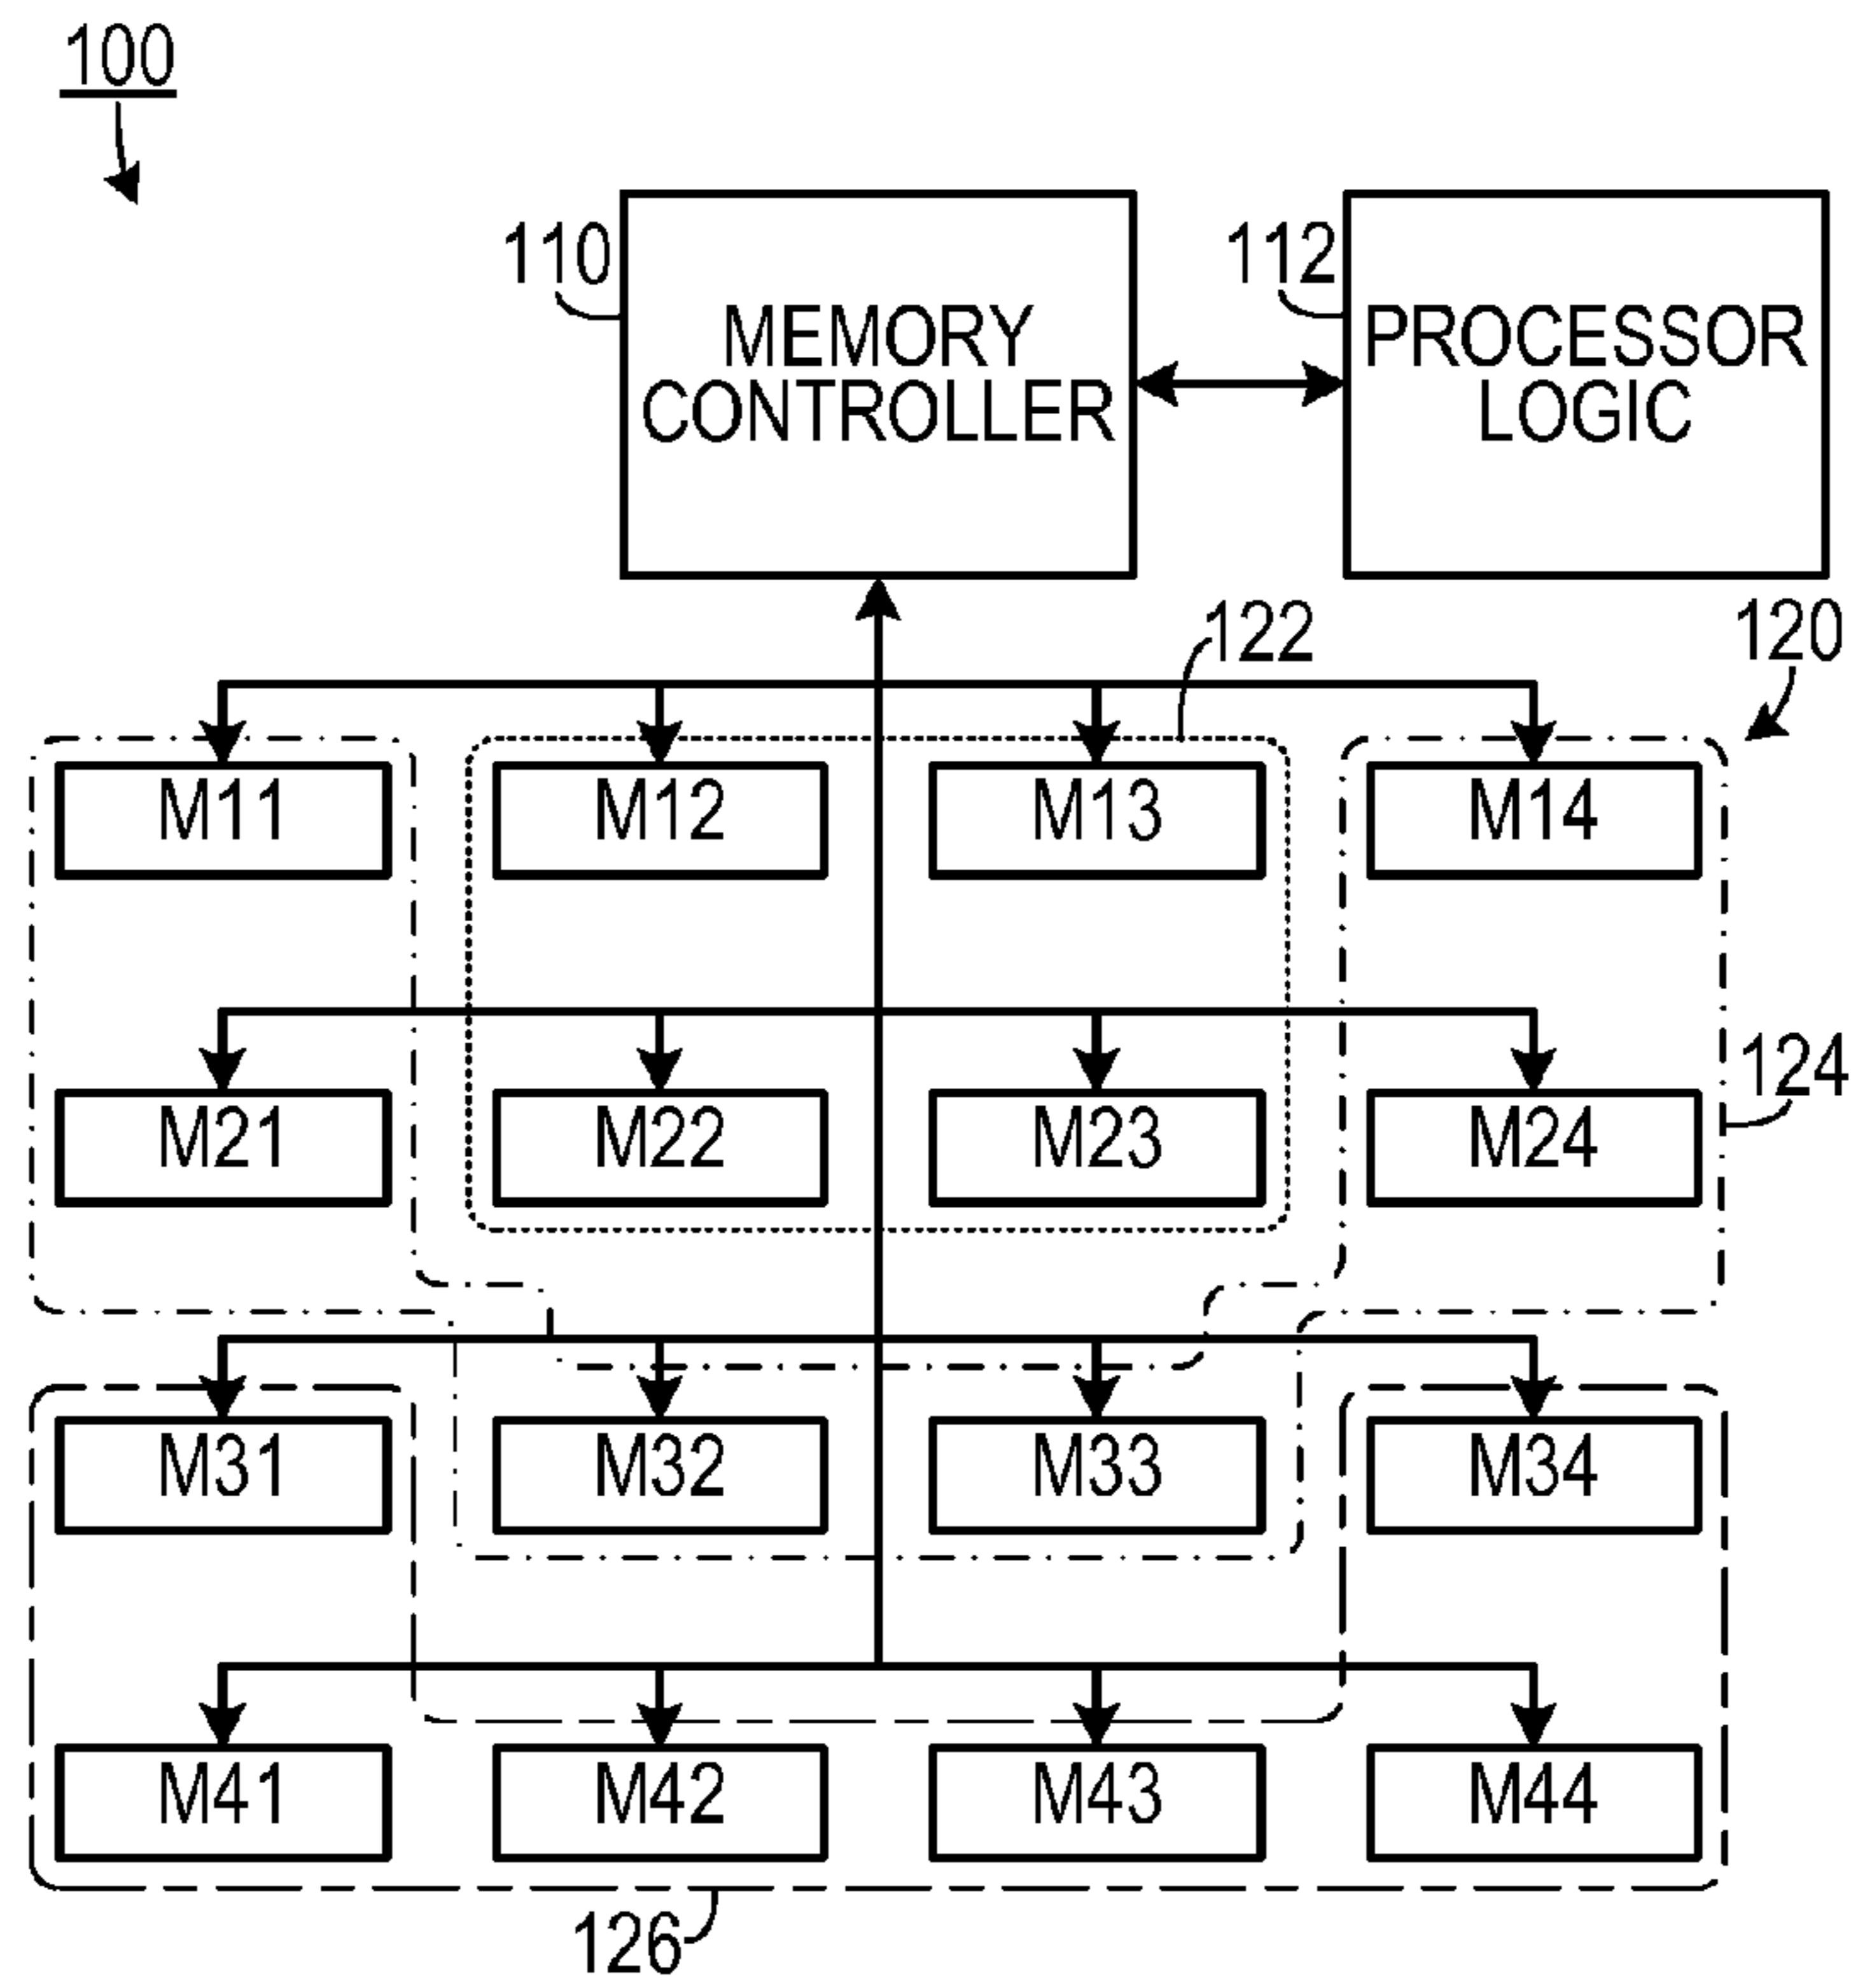 100
110
112
MEMORY
CONTROLLER
PROCESSOR
LOGIC
122
120
M11
M12
M13
M14
124
M21
M22
M23
M24
M31
M32
M33
M34
M41
M42
M43
M44
126